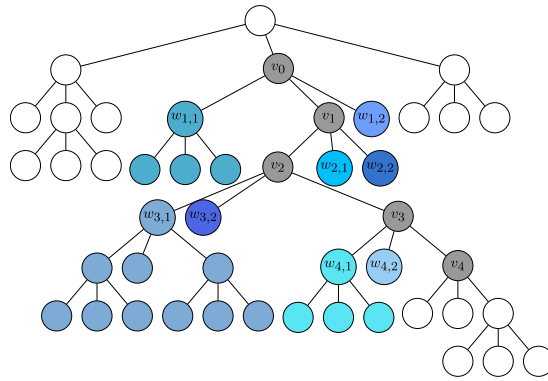 v₀
w₁,₁ v₁ w₁,₂
v₂ w₂,₁ w₂,₂
w₃,₁ w₃,₂ v₃
w₄,₁ w₄,₂ v₄